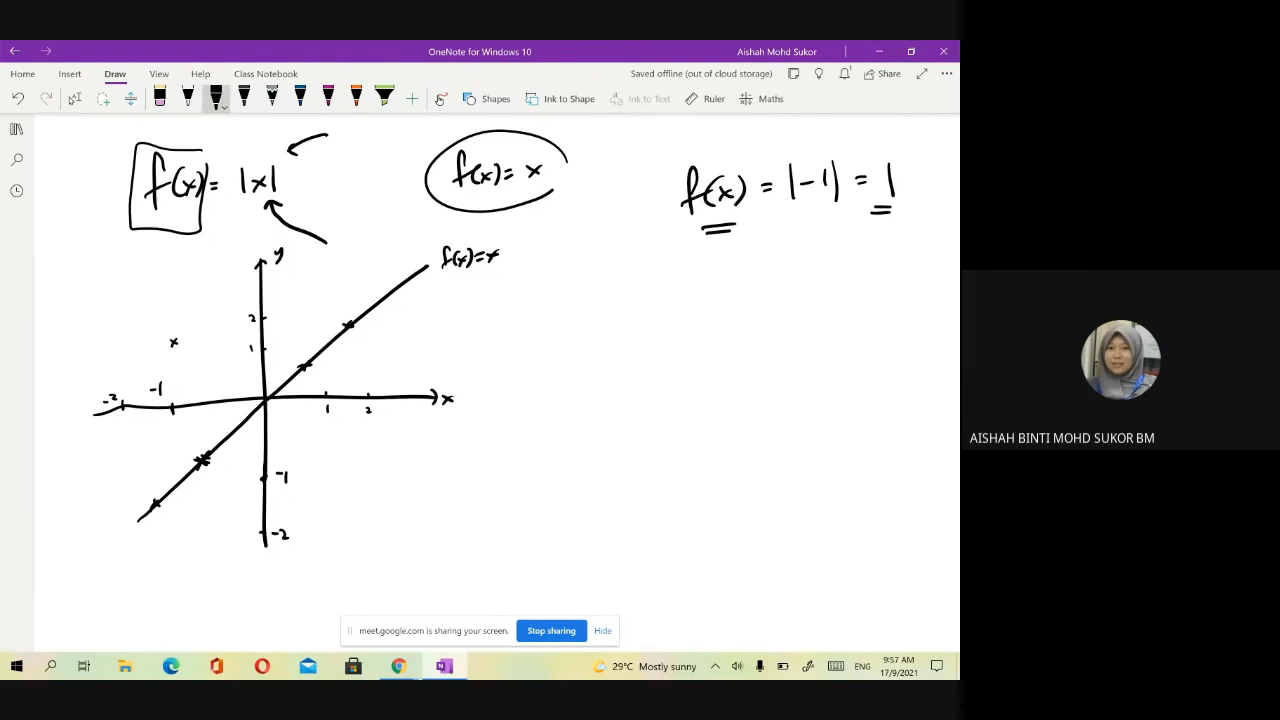 OneNote for Windows 10
Aishah Mohd Sukor
Home Insert Draw View Help Class Notebook
Saved offline (out of cloud storage)
Share
Shapes
Ink to Shape
Ink to Text
Ruler
Maths
f(x) = |x|
f(x) = x
f(x) = |-1| = 1
y
f(x) = x
2
1
x
-2 -1
1 2
x
-1
-2
AISHAH BINTI MOHD SUKOR BM
meet.google.com is sharing your screen.
Stop sharing
Hide
29°C Mostly sunny
ENG
9:57 AM
17/9/2021